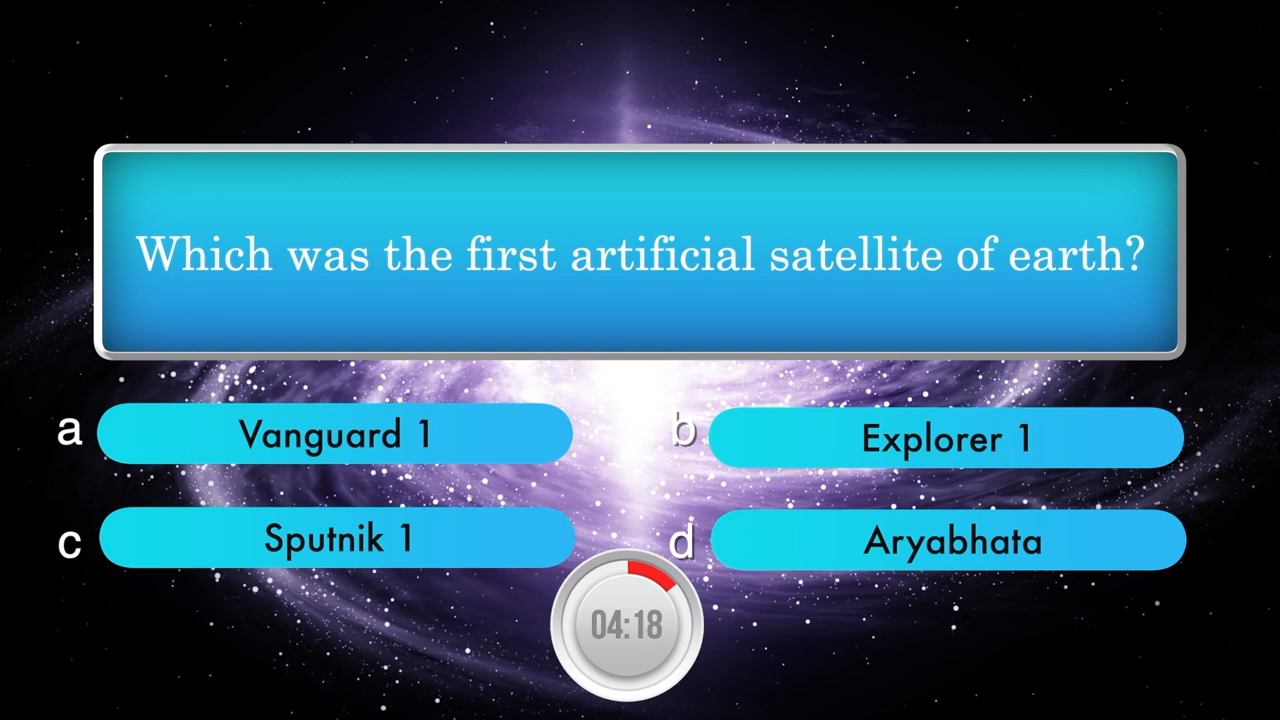 Which was the first artificial satellite of earth?
a Vanguard 1
b Explorer 1
c Sputnik 1
d Aryabhata
04:18